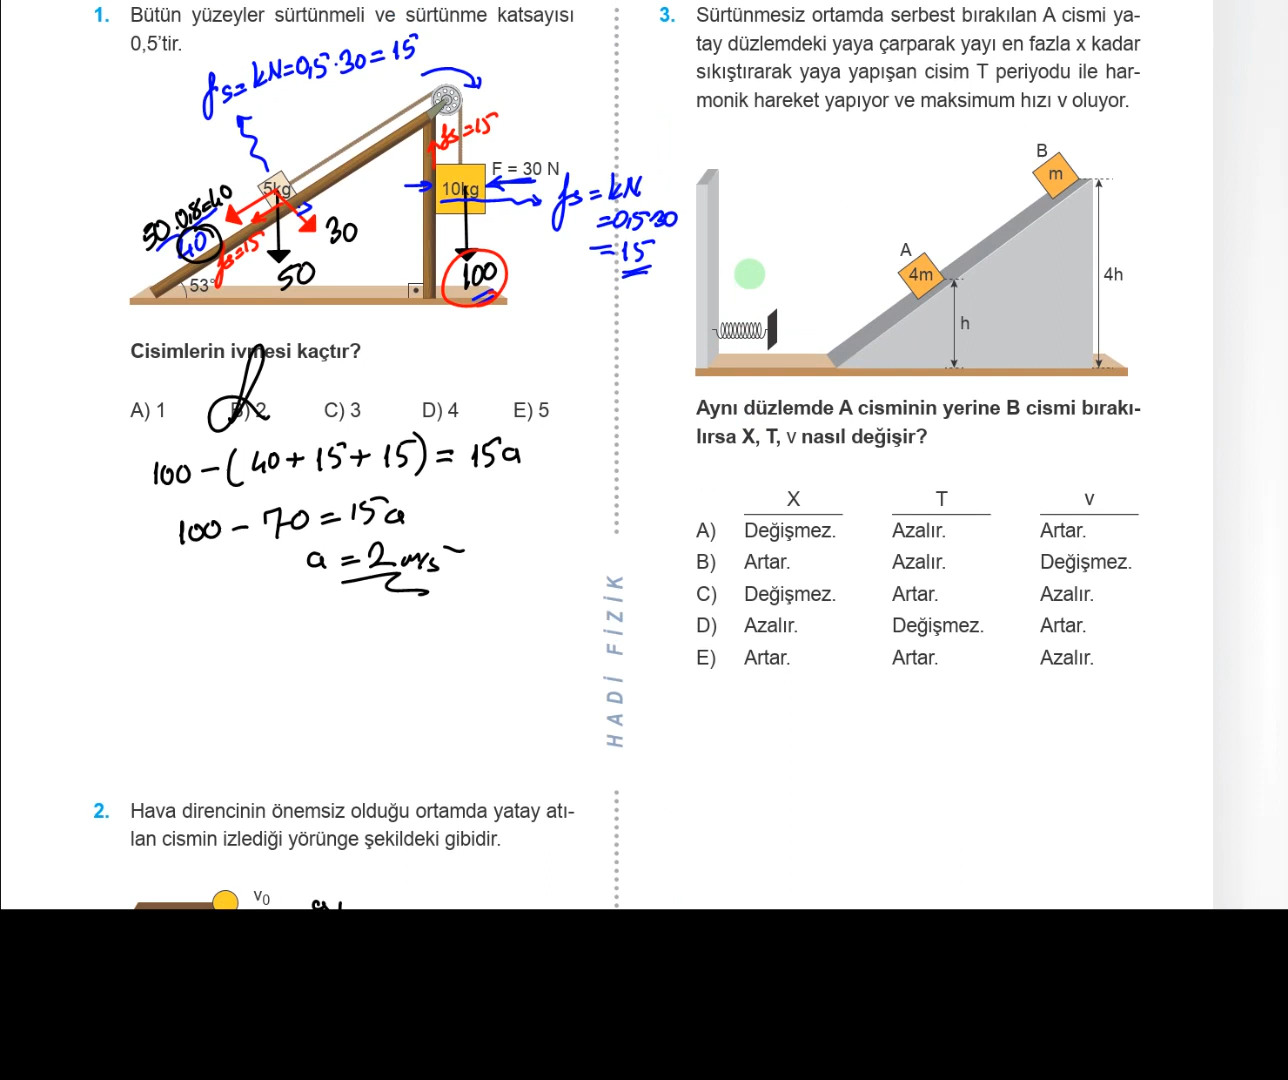 1. Bütün yüzeyler sürtünmeli ve sürtünme katsayısı
0,5'tir.
fs=kN=0,5·30=15
fs=15
F = 30 N
5kg
10kg
fs=kN
=0,5·30
=15
50·0,8=40
40
fs=15
30
50
100
53°
Cisimlerin ivmesi kaçtır?
A) 1 B) 2 C) 3 D) 4 E) 5
100-(40+15+15)=15a
100-70=15a
a=2 m/s²
2. Hava direncinin önemsiz olduğu ortamda yatay atı-
lan cismin izlediği yörünge şekildeki gibidir.
v0
HADİ FİZİK
3. Sürtünmesiz ortamda serbest bırakılan A cismi ya-
tay düzlemdeki yaya çarparak yayı en fazla x kadar
sıkıştırarak yaya yapışan cisim T periyodu ile har-
monik hareket yapıyor ve maksimum hızı v oluyor.
B
m
A
4m
4h
h
Aynı düzlemde A cisminin yerine B cismi bırakı-
lırsa X, T, v nasıl değişir?
X T v
A) Değişmez. Azalır. Artar.
B) Artar. Azalır. Değişmez.
C) Değişmez. Artar. Azalır.
D) Azalır. Değişmez. Artar.
E) Artar. Artar. Azalır.